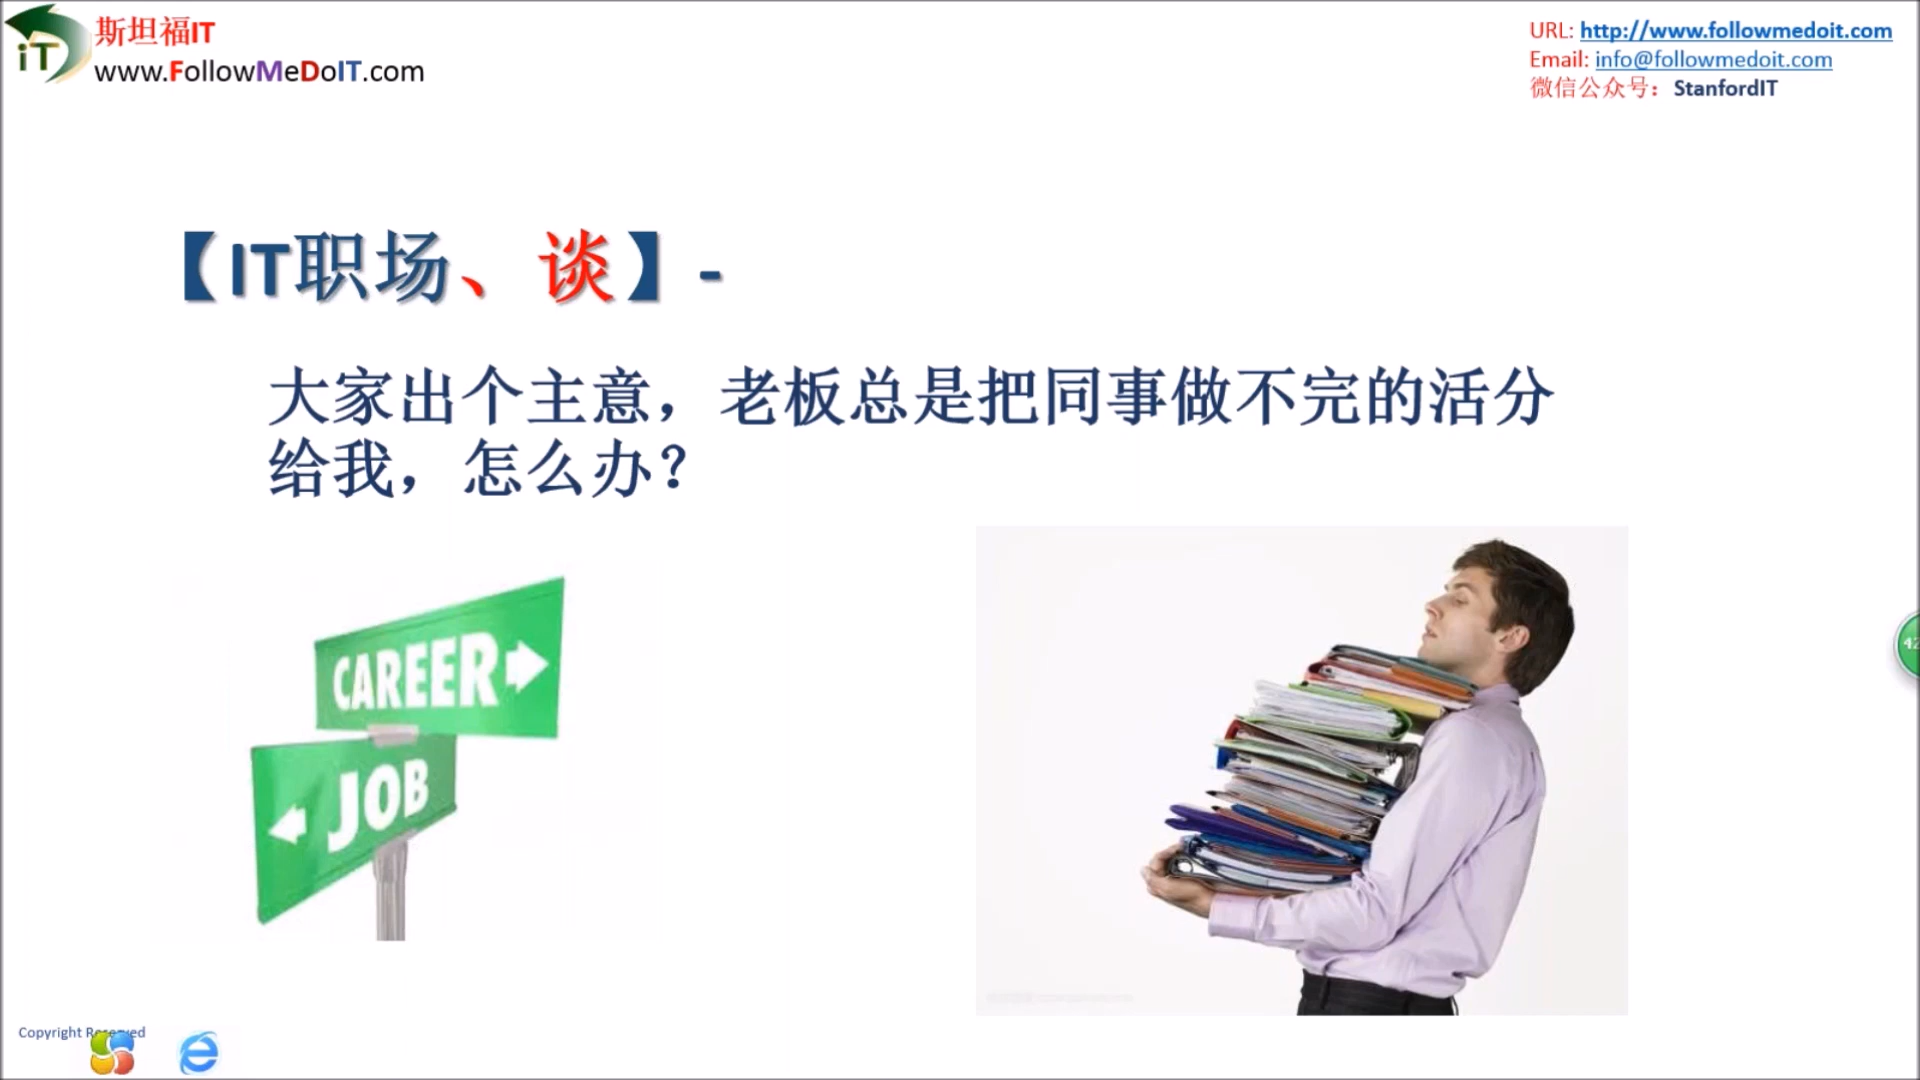 iT
斯坦福IT
www.FollowMeDoIT.com
URL: http://www.followmedoit.com
Email: info@followmedoit.com
微信公众号：StanfordIT
【IT职场、谈】-
大家出个主意，老板总是把同事做不完的活分
给我，怎么办？
CAREER
JOB
42
Copyright